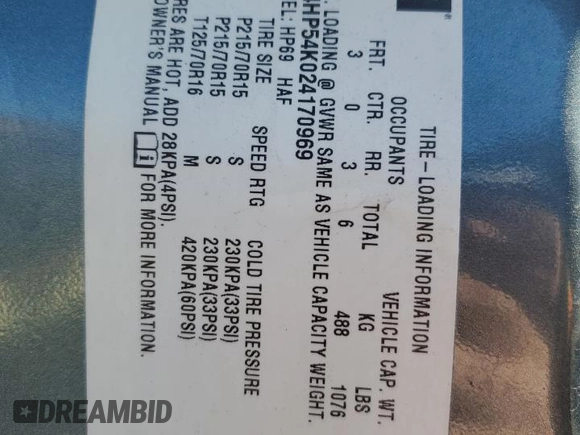 ®
TIRE–LOADING INFORMATION
OCCUPANTS VEHICLE CAP. WT.
FRT. CTR. RR. TOTAL KG LBS
3 0 3 6 488 1076
. LOADING @ GVWR SAME AS VEHICLE CAPACITY WEIGHT.
HP54K024170969
EL: HP69 HAF
TIRE SIZE SPEED RTG COLD TIRE PRESSURE
P215/70R15 S 230KPA(33PSI)
P215/70R15 S 230KPA(33PSI)
T125/70R16 M 420KPA(60PSI)
RES ARE HOT, ADD 28KPA(4PSI).
OWNER'S MANUAL i FOR MORE INFORMATION.
DREAMBID